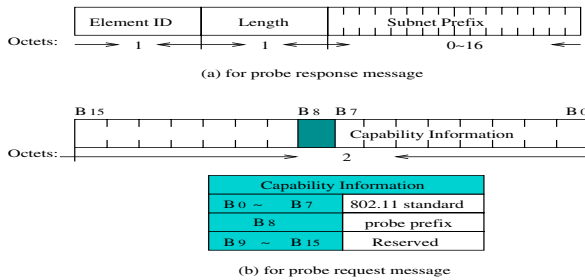 Element ID Length Subnet Prefix
Octets: 1 1 0~16
(a) for probe response message
B 15 B 8 B 7 B 0
Capability Information
Octets: 2
Capability Information
B 0 ~ B 7 802.11 standard
B 8 probe prefix
B 9 ~ B 15 Reserved
(b) for probe request message